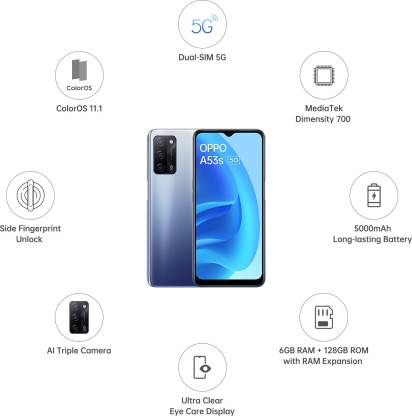 5G
Dual-SIM 5G
ColorOS
ColorOS 11.1
MediaTek
Dimensity 700
OPPO
A53s 5G
Side Fingerprint
Unlock
5000mAh
Long-lasting Battery
AI Triple Camera
6GB RAM + 128GB ROM
with RAM Expansion
Ultra Clear
Eye Care Display